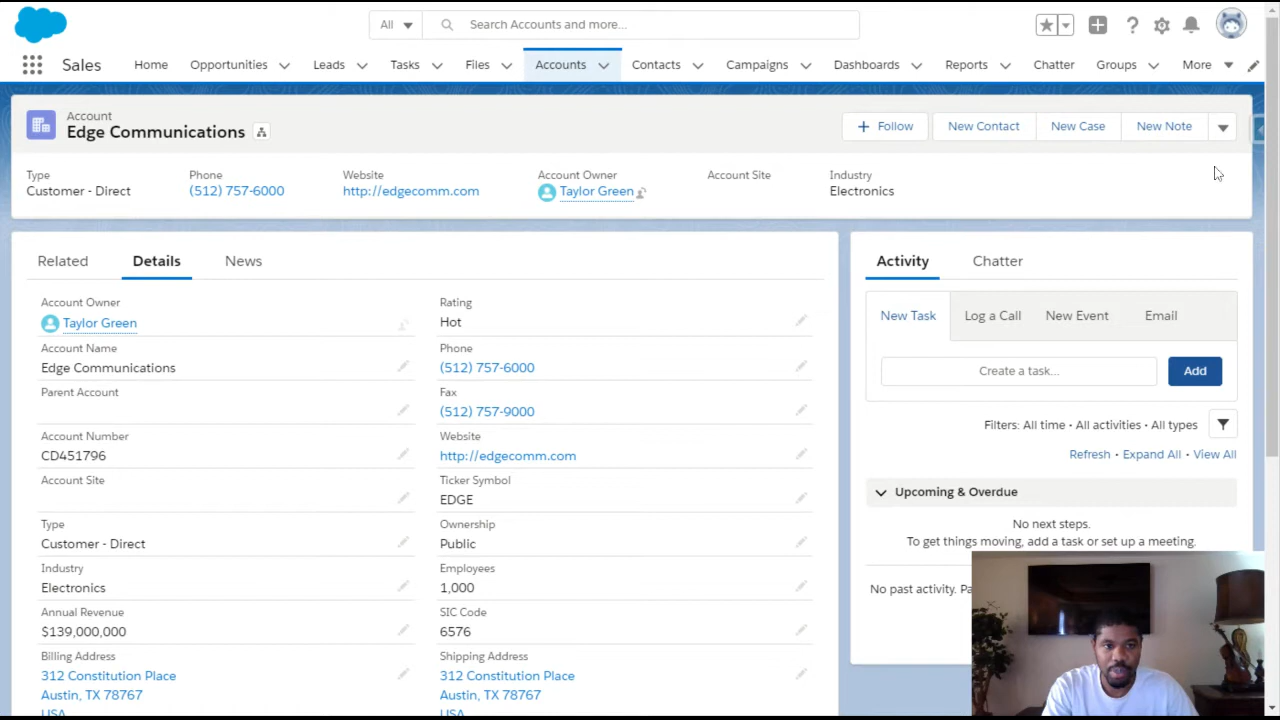 All
Search Accounts and more...
Sales
Home
Opportunities
Leads
Tasks
Files
Accounts
Contacts
Campaigns
Dashboards
Reports
Chatter
Groups
More
Account
Edge Communications
Follow
New Contact
New Case
New Note
Type
Customer - Direct
Phone
(512) 757-6000
Website
http://edgecomm.com
Account Owner
Taylor Green
Account Site
Industry
Electronics
Related
Details
News
Account Owner
Taylor Green
Account Name
Edge Communications
Parent Account
Account Number
CD451796
Account Site
Type
Customer - Direct
Industry
Electronics
Annual Revenue
$139,000,000
Billing Address
312 Constitution Place
Austin, TX 78767
USA
Rating
Hot
Phone
(512) 757-6000
Fax
(512) 757-9000
Website
http://edgecomm.com
Ticker Symbol
EDGE
Ownership
Public
Employees
1,000
SIC Code
6576
Shipping Address
312 Constitution Place
Austin, TX 78767
USA
Activity
Chatter
New Task
Log a Call
New Event
Email
Create a task...
Add
Filters: All time • All activities • All types
Refresh • Expand All • View All
Upcoming & Overdue
No next steps.
To get things moving, add a task or set up a meeting.
No past activity.